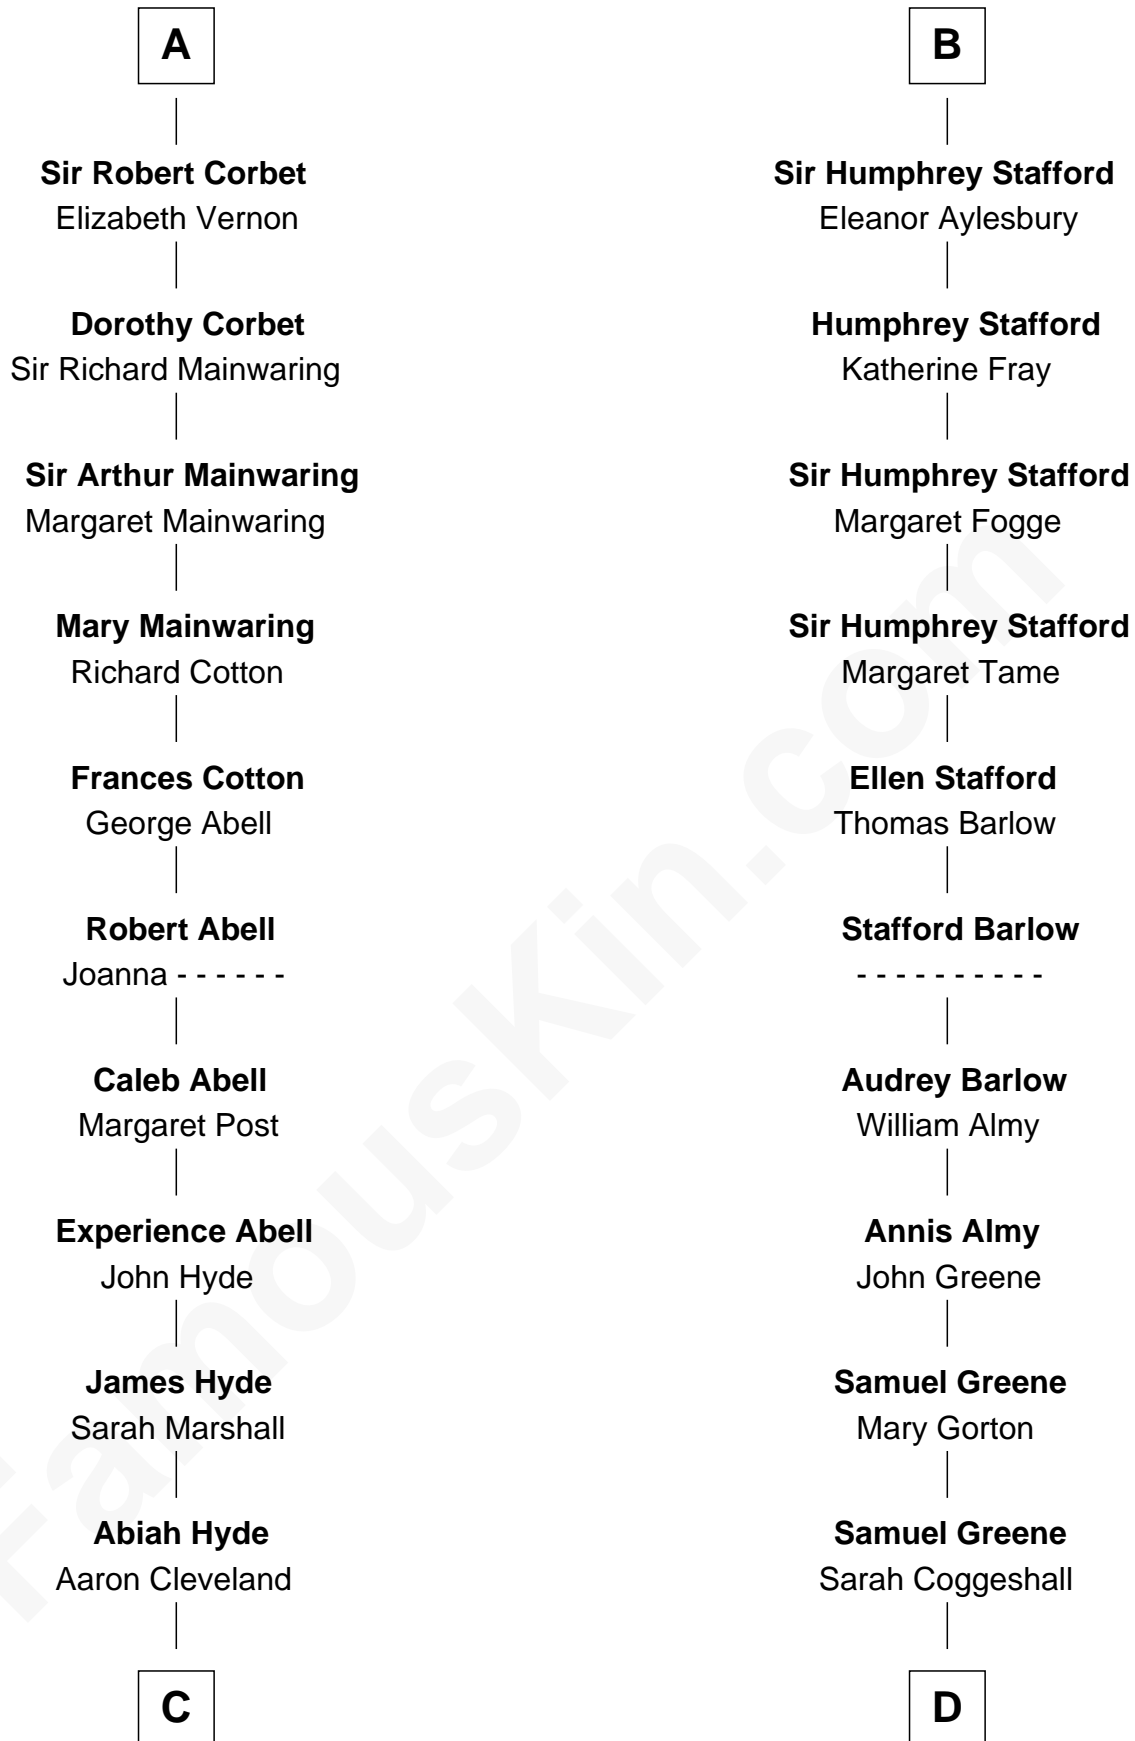 A
Sir Robert Corbet
Elizabeth Vernon
Dorothy Corbet
Sir Richard Mainwaring
Sir Arthur Mainwaring
Margaret Mainwaring
Mary Mainwaring
Richard Cotton
Frances Cotton
George Abell
Robert Abell
Joanna - - - - - -
Caleb Abell
Margaret Post
Experience Abell
John Hyde
James Hyde
Sarah Marshall
Abiah Hyde
Aaron Cleveland
C
B
Sir Humphrey Stafford
Eleanor Aylesbury
Humphrey Stafford
Katherine Fray
Sir Humphrey Stafford
Margaret Fogge
Sir Humphrey Stafford
Margaret Tame
Ellen Stafford
Thomas Barlow
Stafford Barlow
- - - - - - - - - -
Audrey Barlow
William Almy
Annis Almy
John Greene
Samuel Greene
Mary Gorton
Samuel Greene
Sarah Coggeshall
D
FamousKin.com